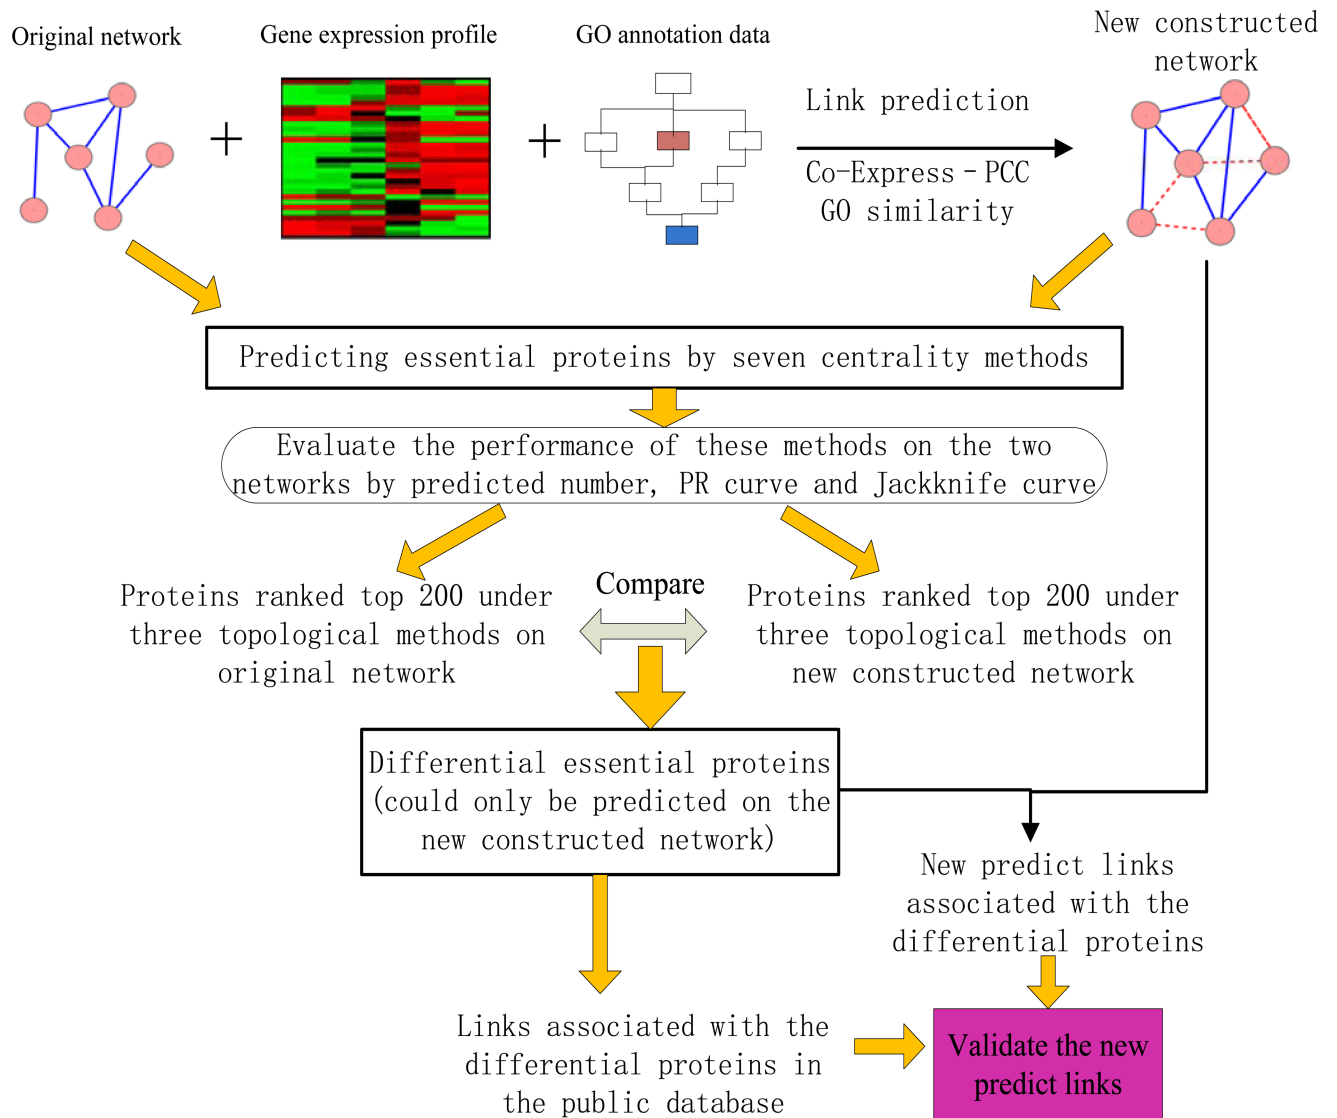 Original network
Gene expression profile
GO annotation data
New constructed
network
Link prediction
Co-Express-PCC
GO similarity
Predicting essential proteins by seven centrality methods
Evaluate the performance of these methods on the two
networks by predicted number, PR curve and Jackknife curve
Proteins ranked top 200 under
three topological methods on
original network
Compare
Proteins ranked top 200 under
three topological methods on
new constructed network
Differential essential proteins
(could only be predicted on the
new constructed network)
New predict links
associated with the
differential proteins
Links associated with the
differential proteins in
the public database
Validate the new
predict links